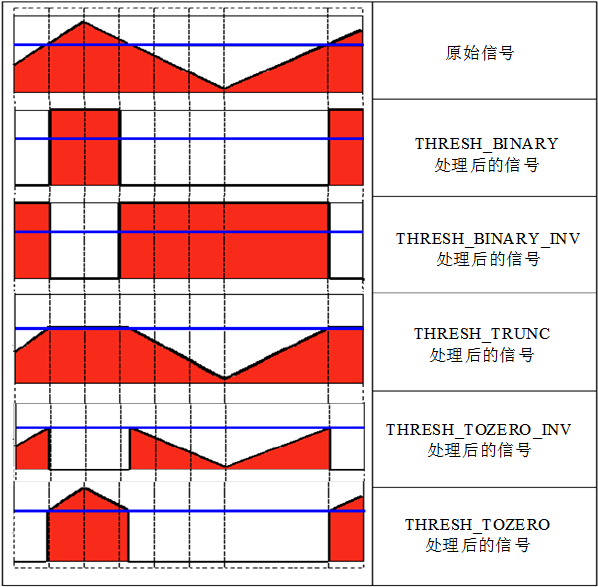 原始信号
THRESH_BINARY
处理后的信号
THRESH_BINARY_INV
处理后的信号
THRESH_TRUNC
处理后的信号
THRESH_TOZERO_INV
处理后的信号
THRESH_TOZERO
处理后的信号